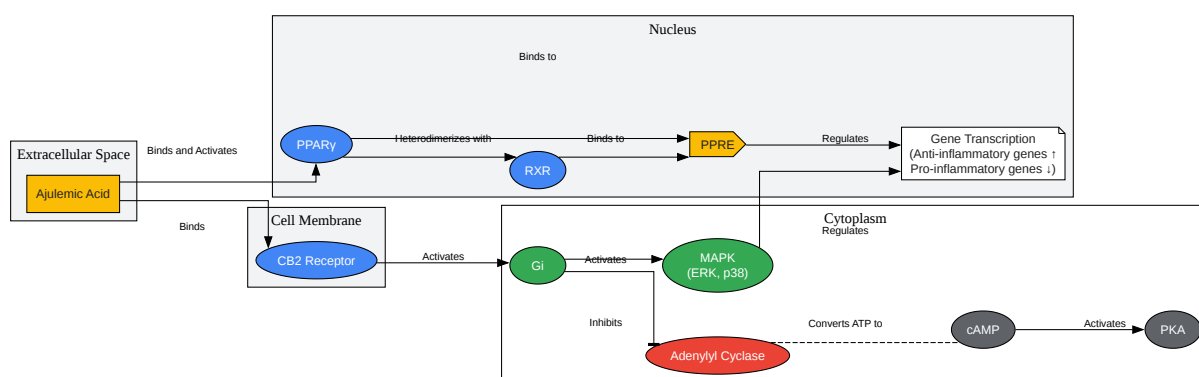 Nucleus
Binds to
PPARγ
Heterodimerizes with
Binds to
RXR
PPRE
Regulates
Gene Transcription
(Anti-inflammatory genes ↑
Pro-inflammatory genes ↓)
Extracellular Space
Ajulemic Acid
Binds and Activates
Binds
Cell Membrane
CB2 Receptor
Activates
Cytoplasm
Regulates
Gi
Activates
MAPK
(ERK, p38)
Inhibits
Adenylyl Cyclase
Converts ATP to
cAMP
Activates
PKA